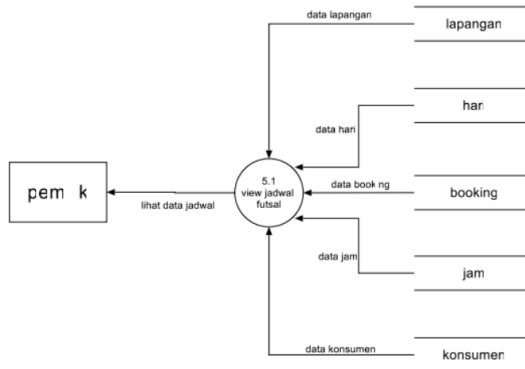 data lapangan
lapangan
hari
data hari
5.1
view jadwal
futsal
data book ng
booking
pem k
lihat data jadwal
data jam
jam
data konsumen
konsumen